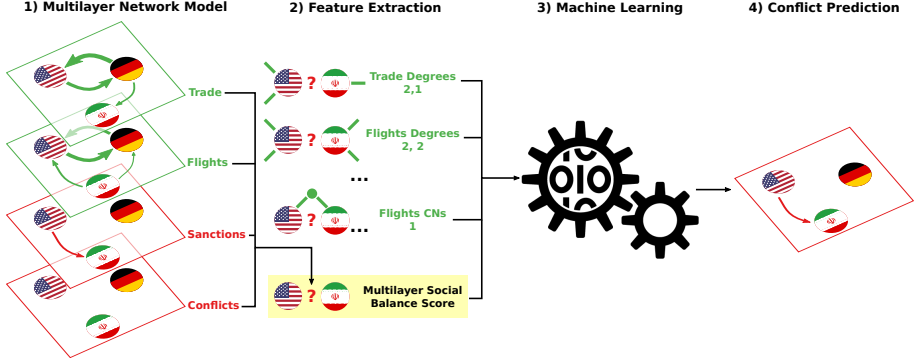 1) Multilayer Network Model
2) Feature Extraction
3) Machine Learning
4) Conflict Prediction
Trade
Flights
Sanctions
Conflicts
?
Trade Degrees
2,1
?
Flights Degrees
2, 2
...
?
...
Flights CNs
1
?
Multilayer Social
Balance Score
OIO